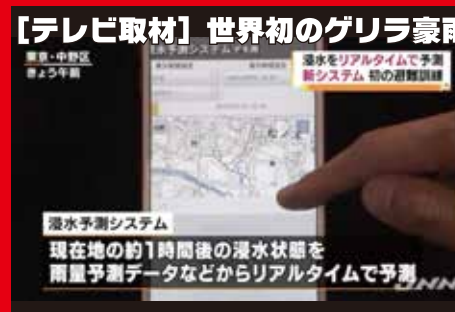 ［テレビ取材］世界初のゲリラ豪雨
東京・中野区
きょう午前
浸水をリアルタイムで予測
新システム 初の避難訓練
浸水予測システム
現在地の約1時間後の浸水状態を
雨量予測データなどからリアルタイムで予測
JNN